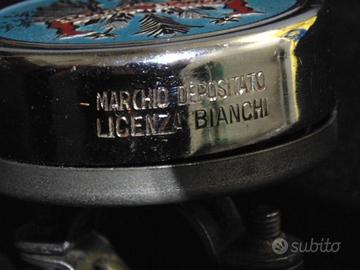 MARCHIO DEPOSITATO
LICENZA BIANCHI
subito